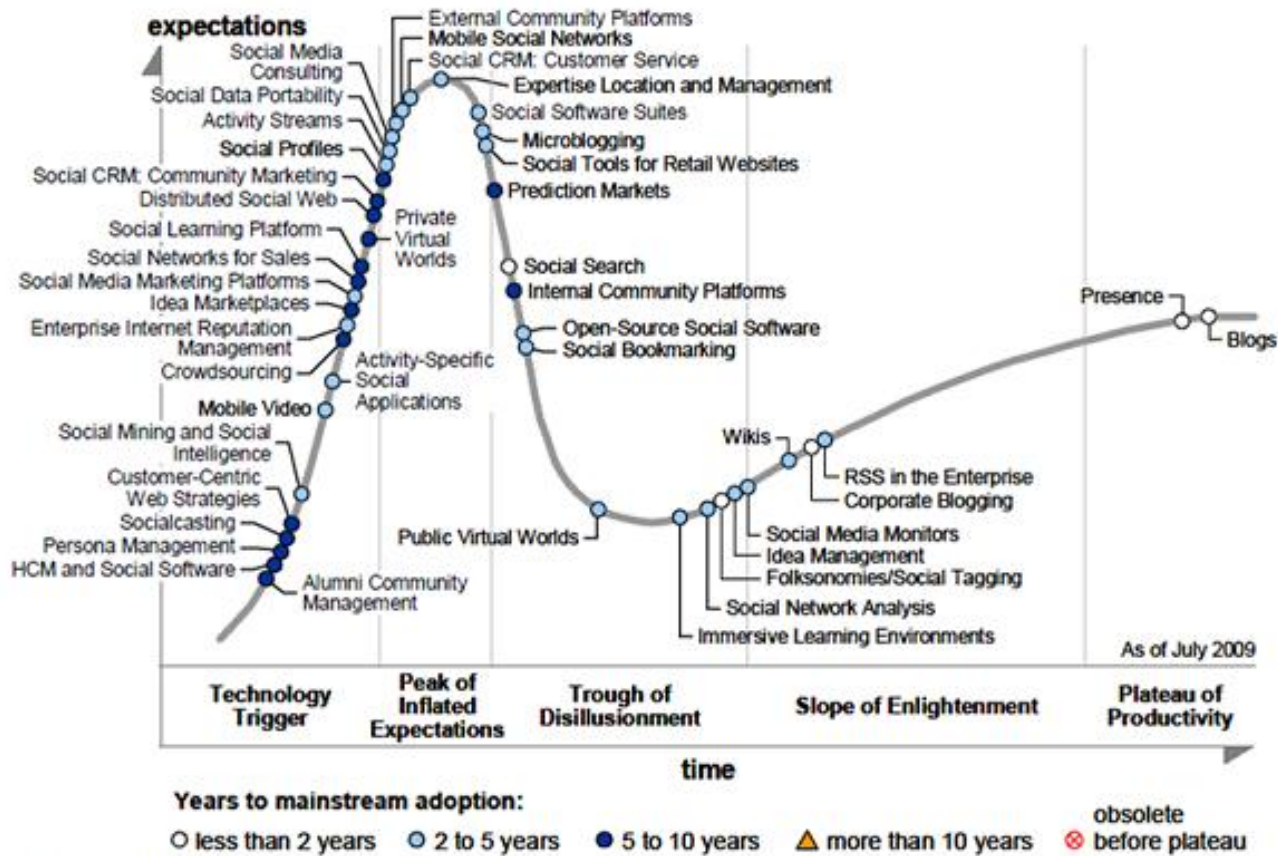 expectations
External Community Platforms
Mobile Social Networks
Social CRM: Customer Service
Social Media
Consulting
Expertise Location and Management
Social Data Portability
Social Software Suites
Activity Streams
Microblogging
Social Profiles
Social Tools for Retail Websites
Social CRM: Community Marketing
Prediction Markets
Distributed Social Web
Private
Virtual
Worlds
Social Learning Platform
Social Networks for Sales
Social Search
Social Media Marketing Platforms
Internal Community Platforms
Idea Marketplaces
Enterprise Internet Reputation
Management
Open-Source Social Software
Social Bookmarking
Crowdsourcing
Activity-Specific
Social
Applications
Mobile Video
Social Mining and Social
Intelligence
Customer-Centric
Web Strategies
Socialcasting
Persona Management
HCM and Social Software
Alumni Community
Management
Presence
Blogs
Wikis
RSS in the Enterprise
Corporate Blogging
Public Virtual Worlds
Social Media Monitors
Idea Management
Folksonomies/Social Tagging
Social Network Analysis
Immersive Learning Environments
As of July 2009
Technology
Trigger
Peak of
Inflated
Expectations
Trough of
Disillusionment
Slope of Enlightenment
Plateau of
Productivity
time
Years to mainstream adoption:
less than 2 years
2 to 5 years
5 to 10 years
more than 10 years
obsolete
before plateau